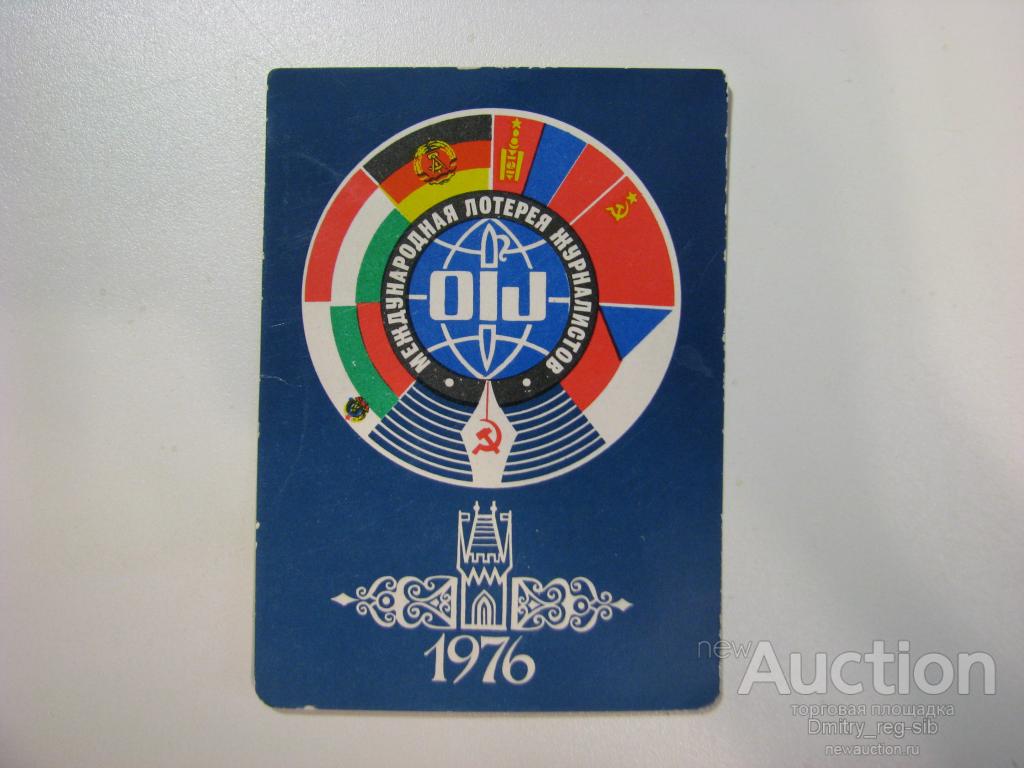 МЕЖДУНАРОДНАЯ ЛОТЕРЕЯ ЖУРНАЛИСТОВ
OIJ
1976
newAuction
торговая площадка
Dmitry_reg-sib
newauction.ru